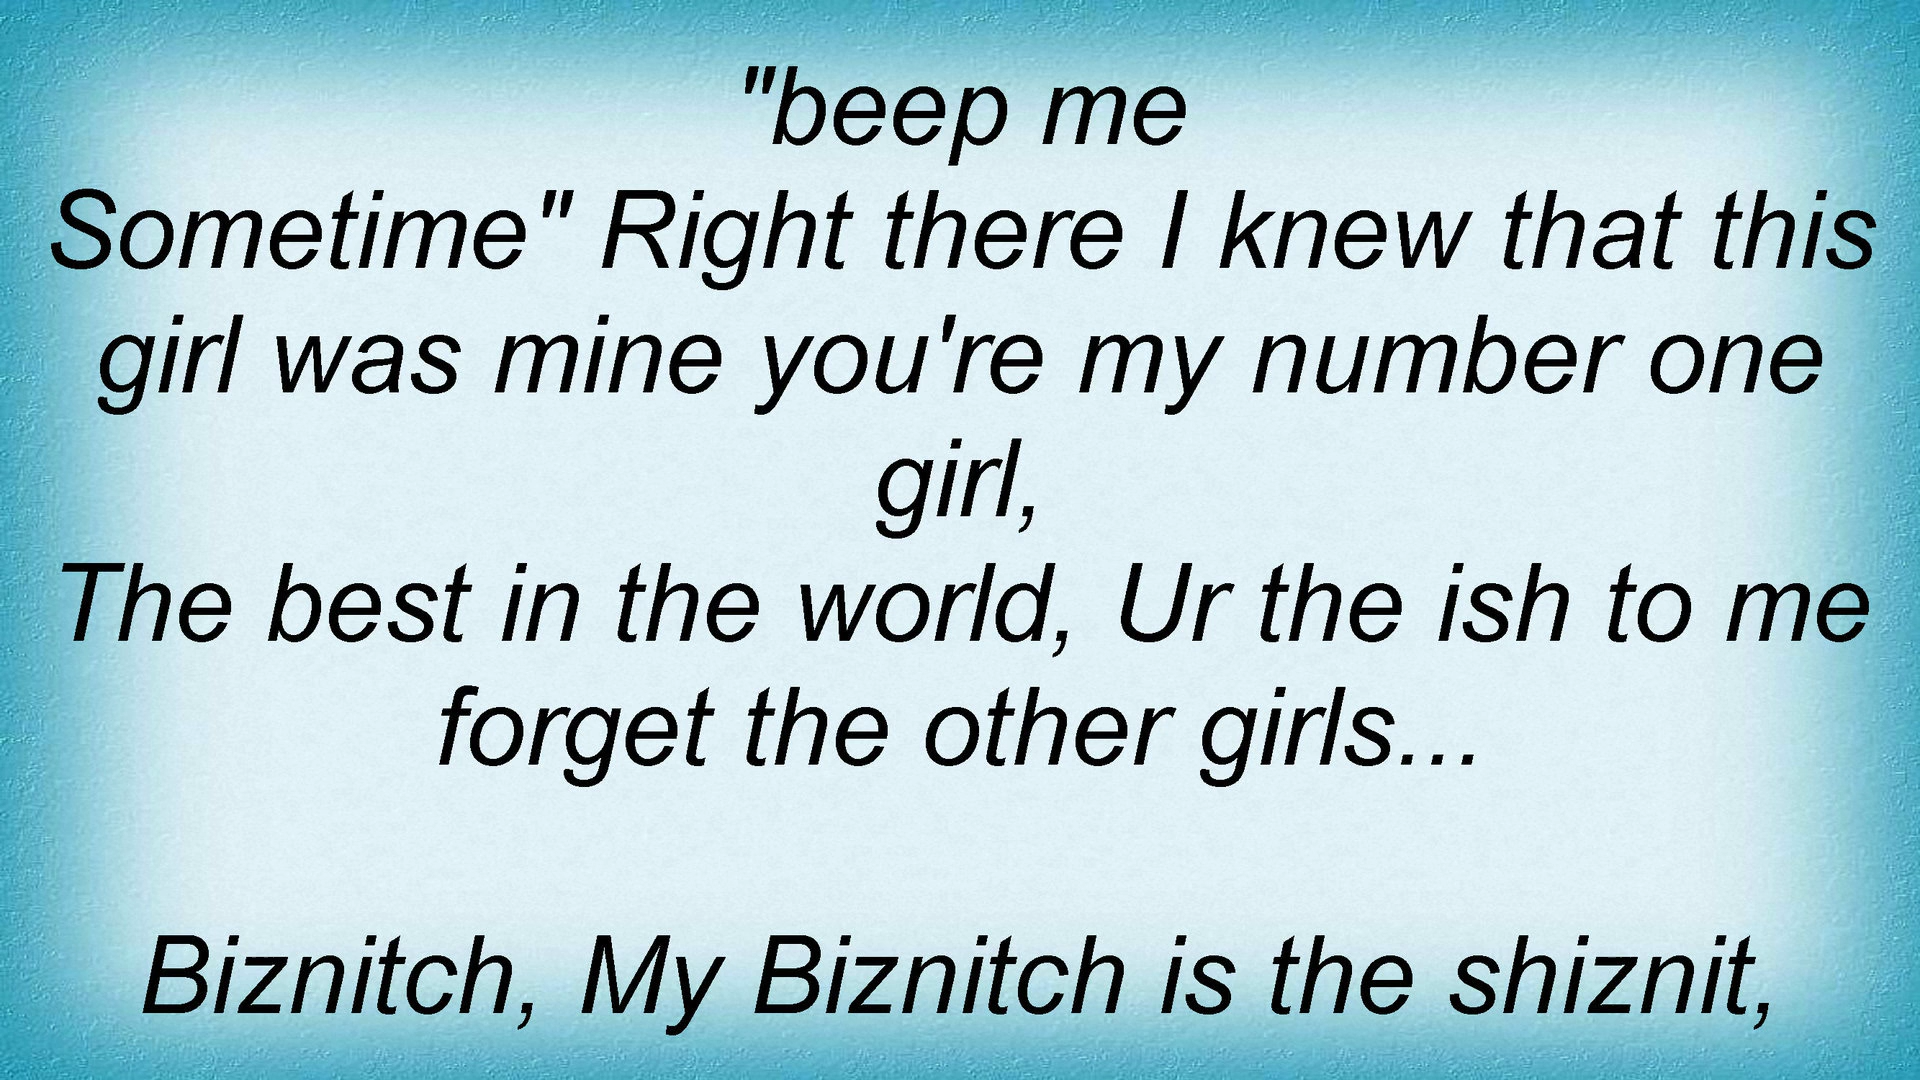 "beep me
Sometime" Right there I knew that this
girl was mine you're my number one
girl,
The best in the world, Ur the ish to me
forget the other girls...
Biznitch, My Biznitch is the shiznit,